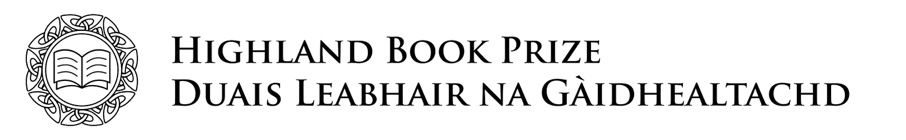 Highland Book Prize
Duais Leabhair na Gàidhealtachd